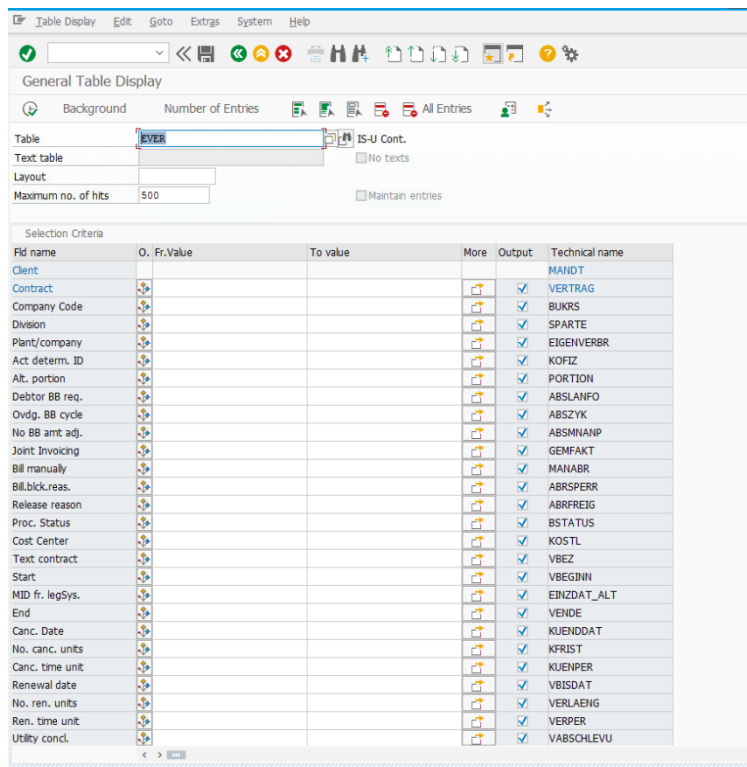 Table Display Edit Goto Extras System Help
General Table Display
Background Number of Entries All Entries
Table EVER IS-U Cont.
Text table No texts
Layout
Maximum no. of hits 500 Maintain entries
Selection Criteria
Fld name O. Fr.Value To value More Output Technical name
Client MANDT
Contract VERTRAG
Company Code BUKRS
Division SPARTE
Plant/company EIGENVERBR
Act determ. ID KOFIZ
Alt. portion PORTION
Debtor BB req. ABSLANFO
Ovdg. BB cycle ABSZYK
No BB amt adj. ABSMNANP
Joint Invoicing GEMFAKT
Bill manually MANABR
Bill.blck.reas. ABRSPERR
Release reason ABRFREIG
Proc. Status BSTATUS
Cost Center KOSTL
Text contract VBEZ
Start VBEGINN
MID fr. legSys. EINZDAT_ALT
End VENDE
Canc. Date KUENDDAT
No. canc. units KFRIST
Canc. time unit KUENPER
Renewal date VBISDAT
No. ren. units VERLAENG
Ren. time unit VERPER
Utility concl. VABSCHLEVU